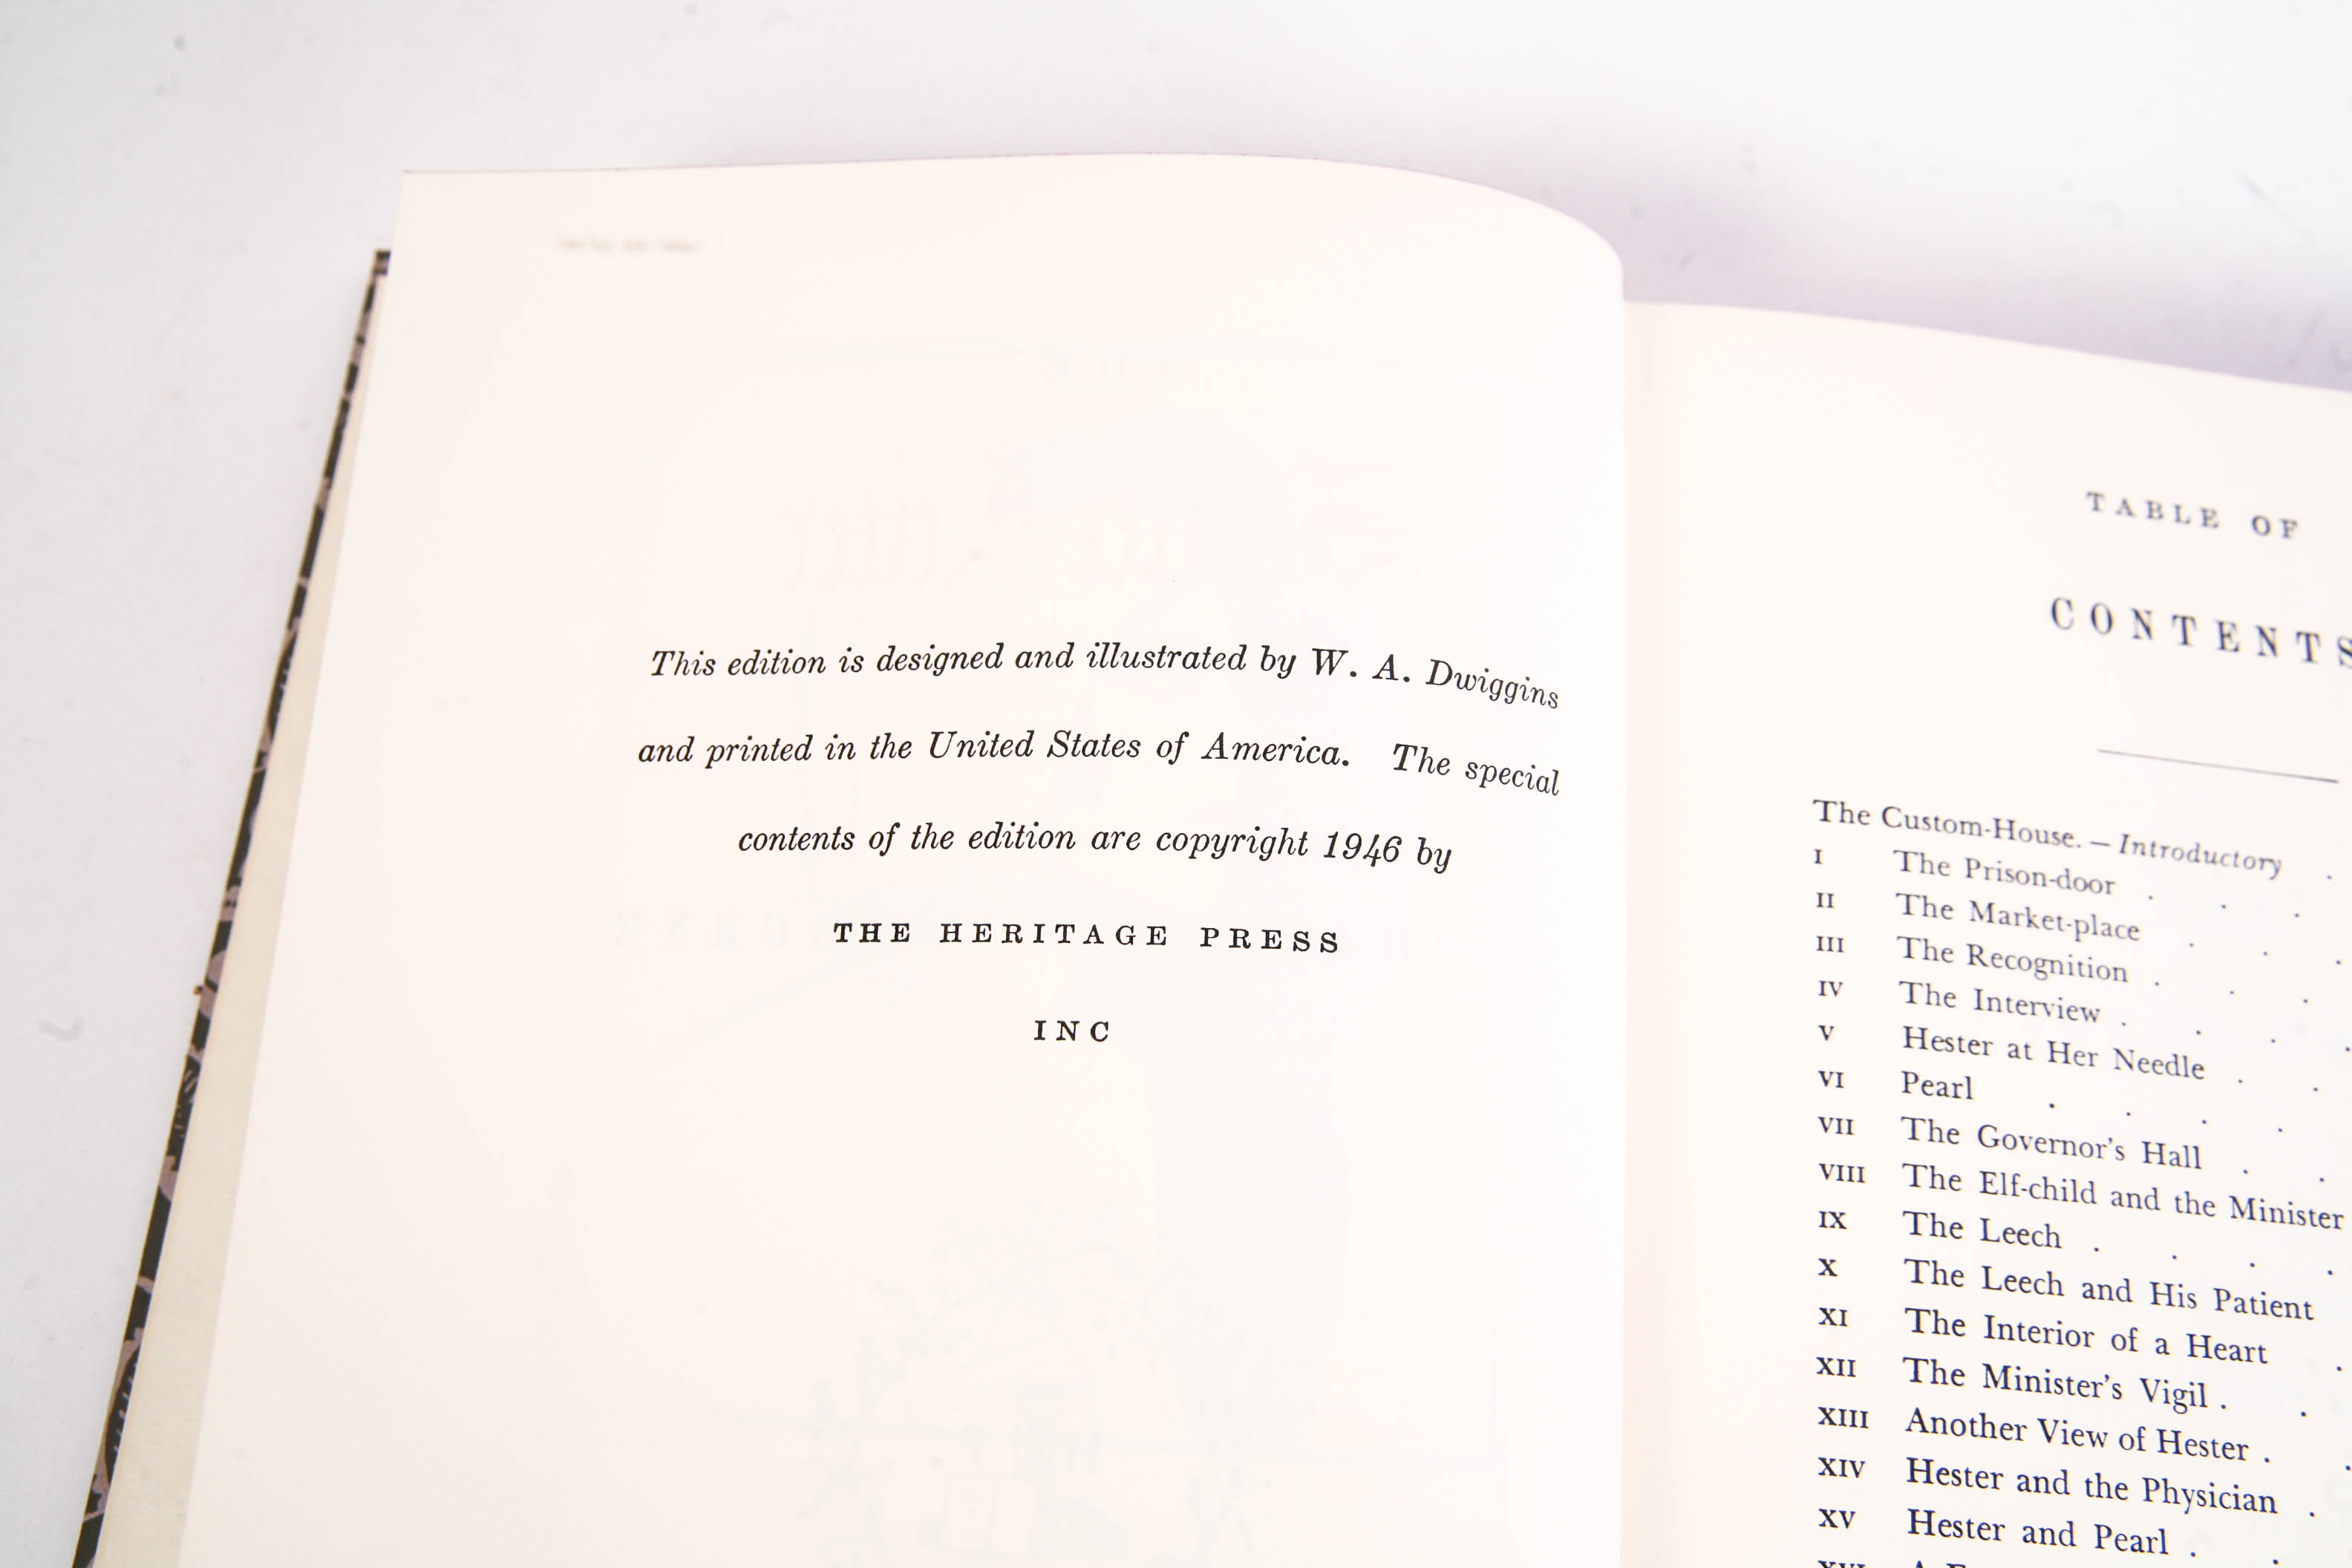 This edition is designed and illustrated by W. A. Dwiggins
and printed in the United States of America. The special
contents of the edition are copyright 1946 by
THE HERITAGE PRESS
INC
TABLE OF
CONTENTS
The Custom-House. — Introductory .
I The Prison-door . . .
II The Market-place . . .
III The Recognition . . .
IV The Interview . . . .
V Hester at Her Needle . .
VI Pearl . . . .
VII The Governor's Hall . .
VIII The Elf-child and the Minister
IX The Leech . . . .
X The Leech and His Patient
XI The Interior of a Heart .
XII The Minister's Vigil . .
XIII Another View of Hester . .
XIV Hester and the Physician .
XV Hester and Pearl . .